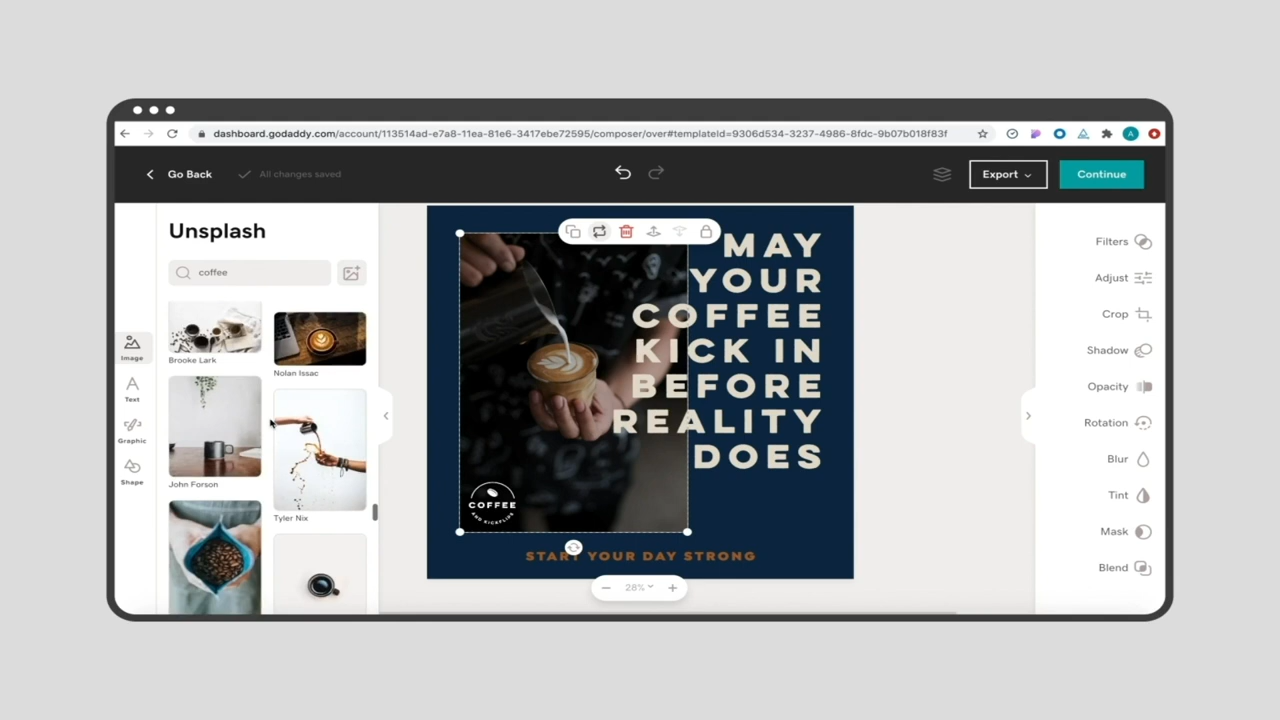 dashboard.godaddy.com/account/113514ad-e7a8-11ea-81e6-3417ebe72595/composer/over#templateId=9306d534-3237-4986-8fdc-9b07b018f83f
A
Go Back
All changes saved
Export
Continue
Unsplash
coffee
Brooke Lark
Nolan Issac
John Forson
Tyler Nix
Image
Text
Graphic
Shape
MAY
YOUR
COFFEE
KICK IN
BEFORE
REALITY
DOES
COFFEE
AND KICKFLIPS
START YOUR DAY STRONG
28%
Filters
Adjust
Crop
Shadow
Opacity
Rotation
Blur
Tint
Mask
Blend